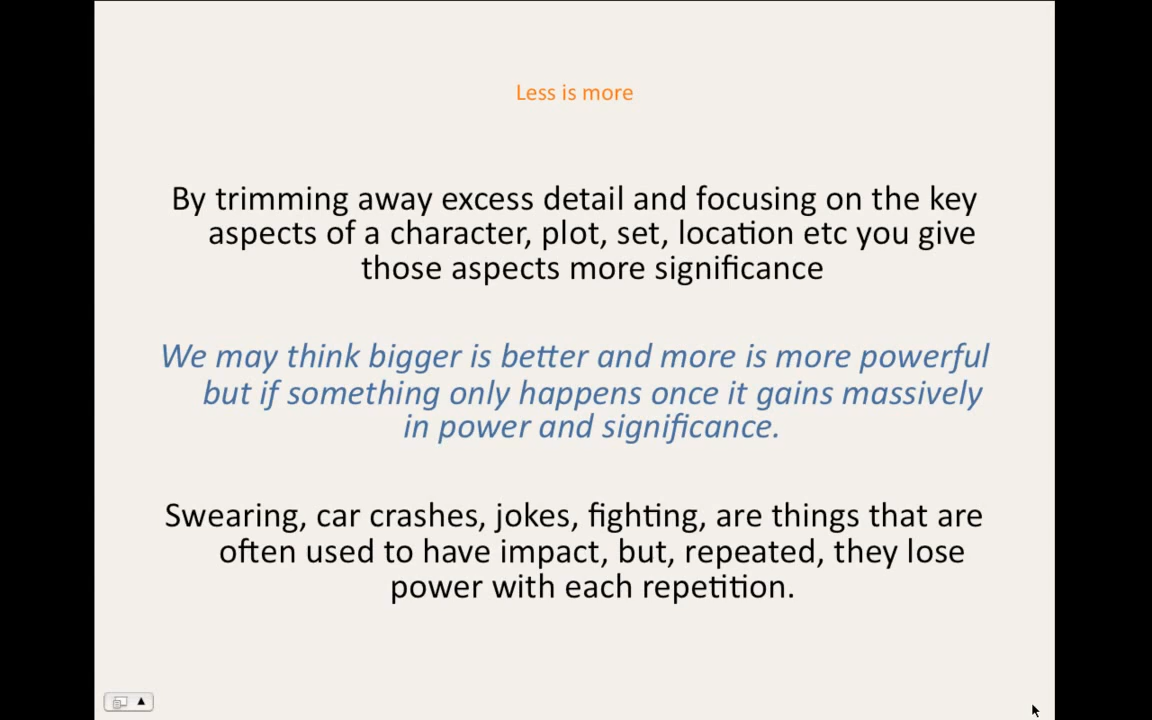 Less is more
By trimming away excess detail and focusing on the key
aspects of a character, plot, set, location etc you give
those aspects more significance
We may think bigger is better and more is more powerful
but if something only happens once it gains massively
in power and significance.
Swearing, car crashes, jokes, fighting, are things that are
often used to have impact, but, repeated, they lose
power with each repetition.